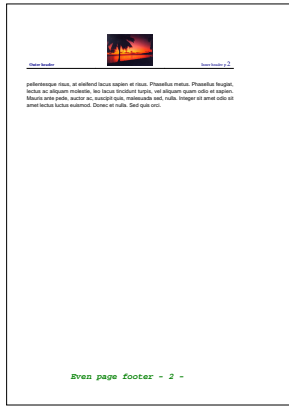 Outer header Inner header p 2
pellentesque risus, at eleifend lacus sapien et risus. Phasellus metus. Phasellus feugiat,
lectus ac aliquam molestie, leo lacus tincidunt turpis, vel aliquam quam odio et sapien.
Mauris ante pede, auctor ac, suscipit quis, malesuada sed, nulla. Integer sit amet odio sit
amet lectus luctus euismod. Donec et nulla. Sed quis orci.
Even page footer - 2 -